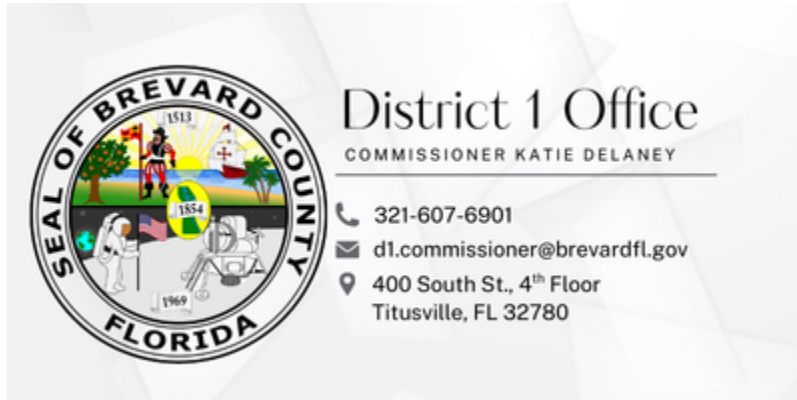 SEAL OF BREVARD COUNTY
FLORIDA
1513
1854
1969
District 1 Office
COMMISSIONER KATIE DELANEY
321-607-6901
d1.commissioner@brevardfl.gov
400 South St., 4th Floor
Titusville, FL 32780